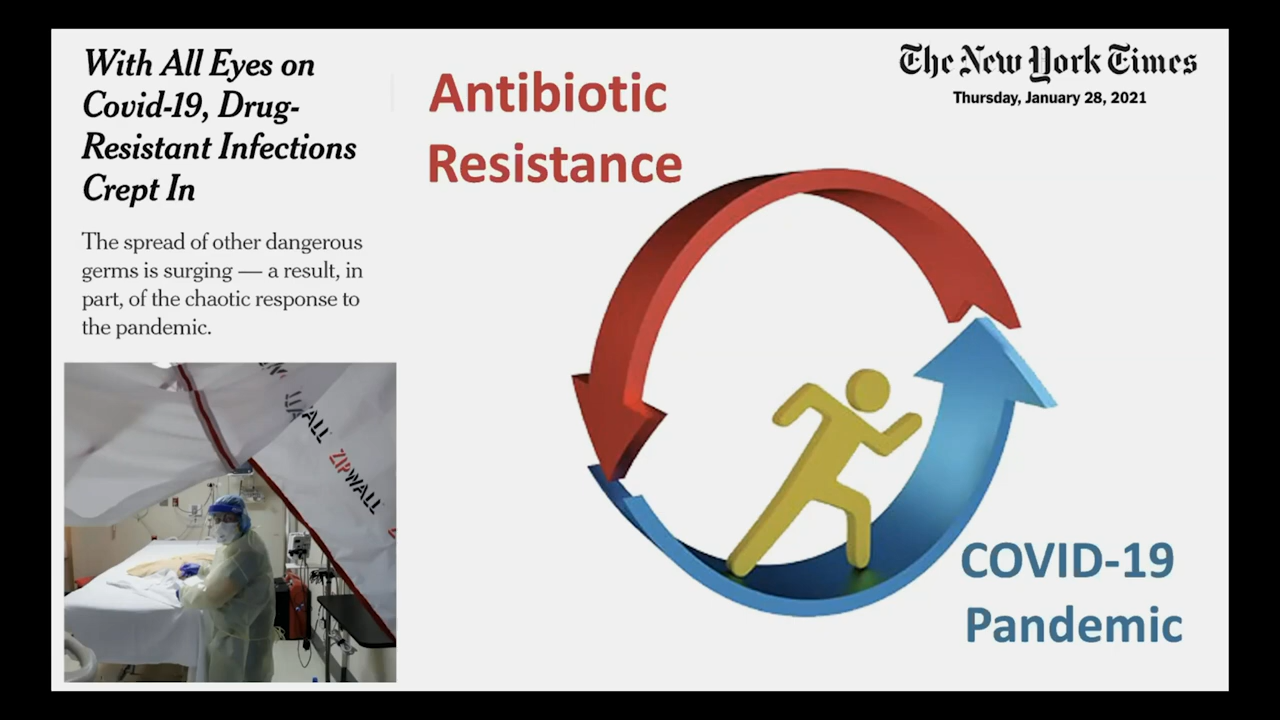 With All Eyes on
Covid-19, Drug-
Resistant Infections
Crept In
The spread of other dangerous
germs is surging — a result, in
part, of the chaotic response to
the pandemic.
Antibiotic
Resistance
The New York Times
Thursday, January 28, 2021
ZIPWALL
COVID-19
Pandemic